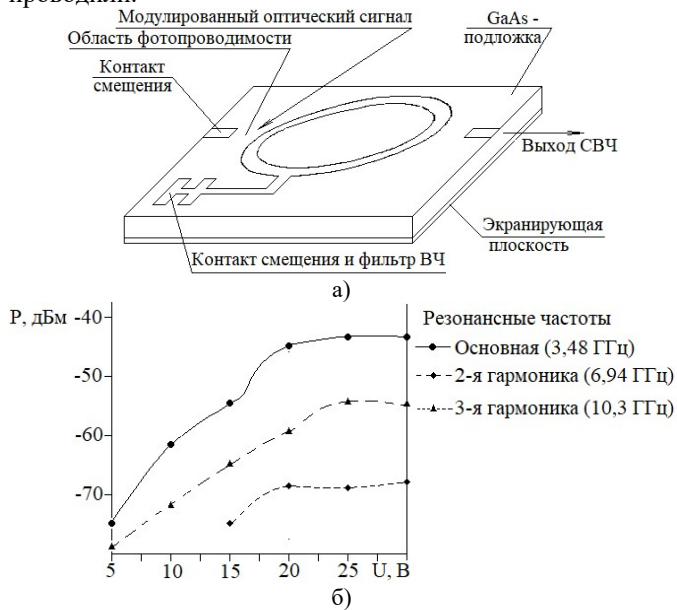 Модулированный оптический сигнал
Область фотопроводимости
GaAs -
подложка
Контакт
смещения
Выход СВЧ
Экранирующая
плоскость
Контакт смещения и фильтр ВЧ
а)
Р, дБм
-40
-50
-60
-70
5 10 15 20 25 U, В
Резонансные частоты
Основная (3,48 ГГц)
2-я гармоника (6,94 ГГц)
3-я гармоника (10,3 ГГц)
б)